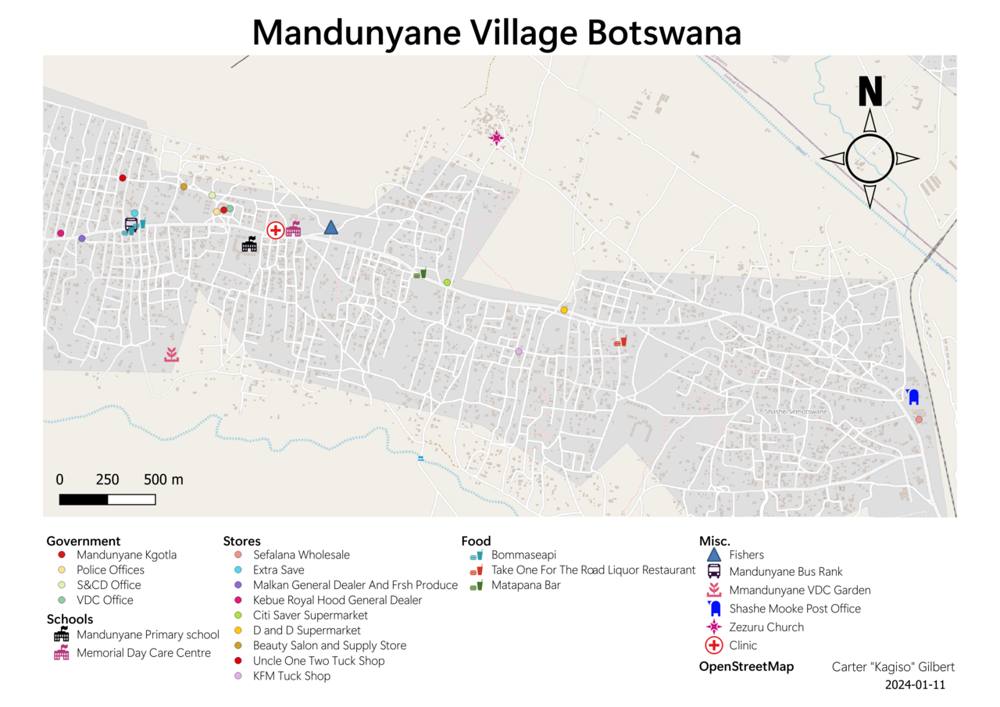 Mandunyane Village Botswana
N
Shashe Semotswane
0 250 500 m
Government
Mandunyane Kgotla
Police Offices
S&CD Office
VDC Office
Schools
Mandunyane Primary school
Memorial Day Care Centre
Stores
Sefalana Wholesale
Extra Save
Malkan General Dealer And Frsh Produce
Kebue Royal Hood General Dealer
Citi Saver Supermarket
D and D Supermarket
Beauty Salon and Supply Store
Uncle One Two Tuck Shop
KFM Tuck Shop
Food
Bommaseapi
Take One For The Road Liquor Restaurant
Matapana Bar
Misc.
Fishers
Mandunyane Bus Rank
Mmandunyane VDC Garden
Shashe Mooke Post Office
Zezuru Church
Clinic
OpenStreetMap
Carter "Kagiso" Gilbert
2024-01-11